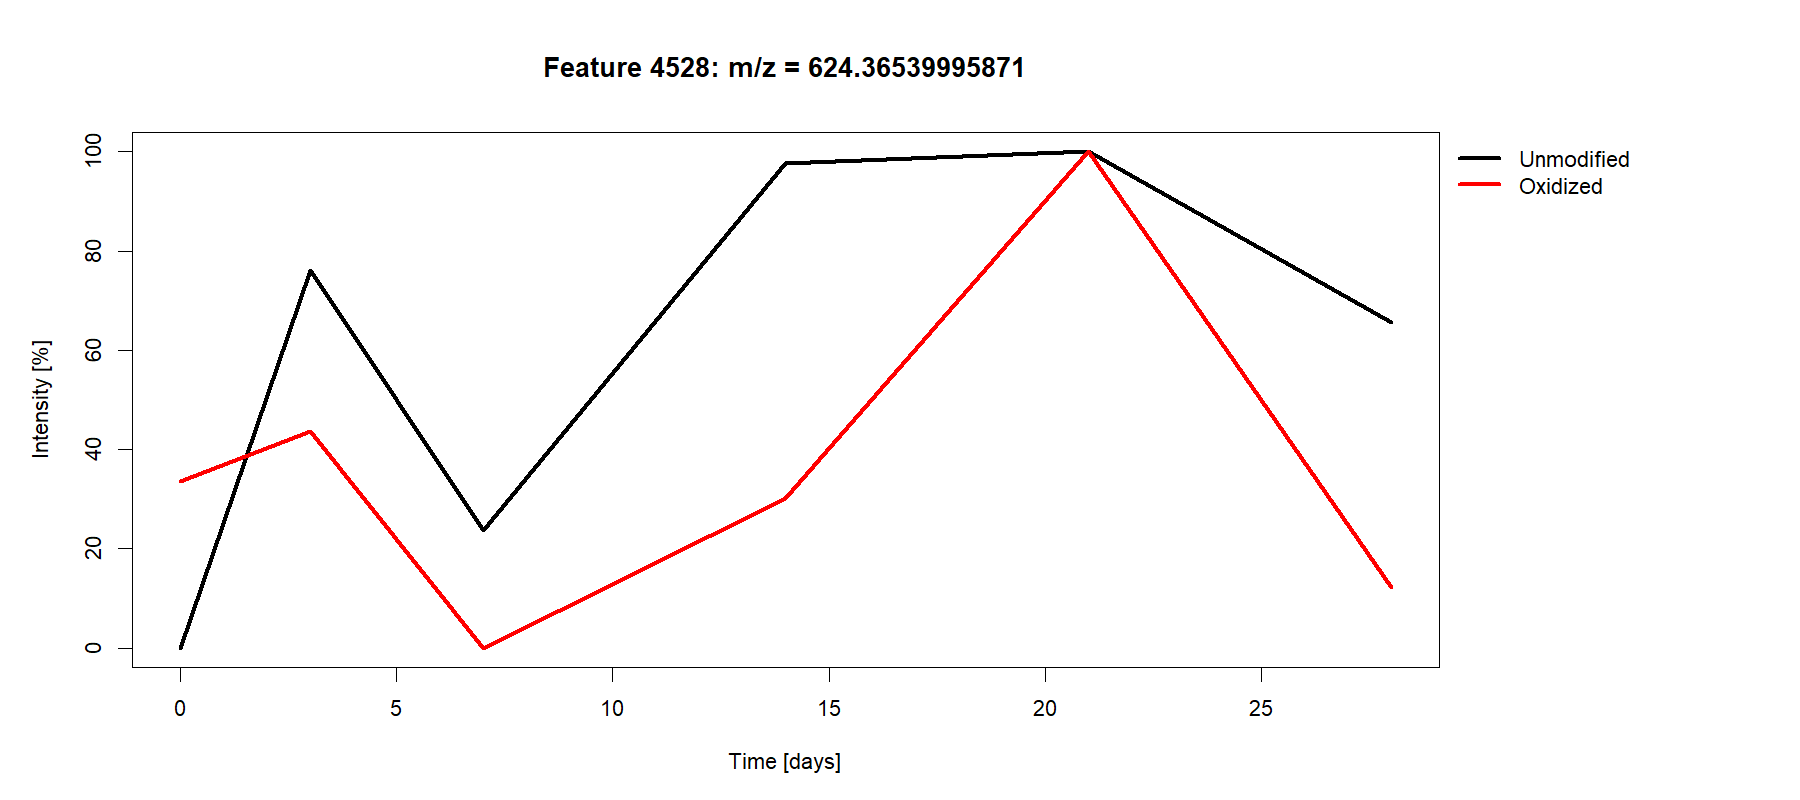 Feature 4528: m/z = 624.36539995871
Unmodified
Oxidized
Intensity [%]
100
80
60
40
20
0
0 5 10 15 20 25
Time [days]